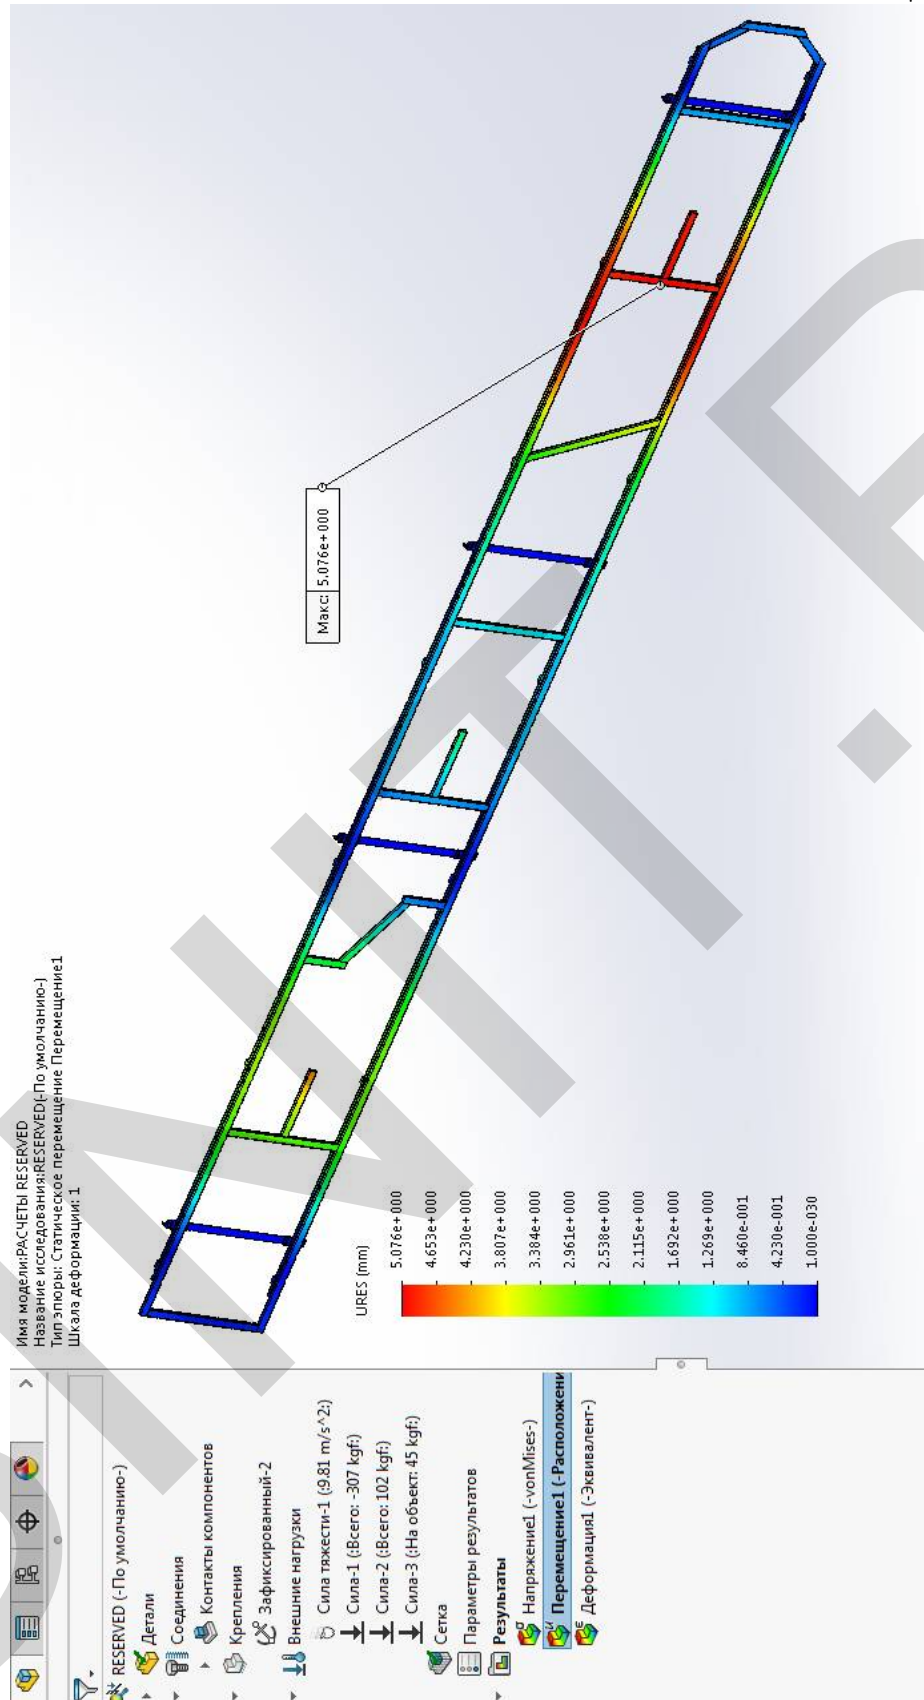 Имя модели:РАСЧЕТЫ RESERVED
Название исследования:RESERVED(-По умолчанию-)
Тип эпюры: Статическое перемещение Перемещение1
Шкала деформации: 1
RESERVED (-По умолчанию-)
Детали
Соединения
Контакты компонентов
Крепления
Зафиксированный-2
Внешние нагрузки
Сила тяжести-1 (:9.81 m/s^2:)
Сила-1 (:Всего: -307 kgf:)
Сила-2 (:Всего: 102 kgf:)
Сила-3 (:На объект: 45 kgf:)
Сетка
Параметры результатов
Результаты
Напряжение1 (-vonMises-)
Перемещение1 (-Расположен
Деформация1 (-Эквивалент-)
Макс: 5.076e+000
URES (mm)
5.076e+000
4.653e+000
4.230e+000
3.807e+000
3.384e+000
2.961e+000
2.538e+000
2.115e+000
1.692e+000
1.269e+000
8.460e-001
4.230e-001
1.000e-030